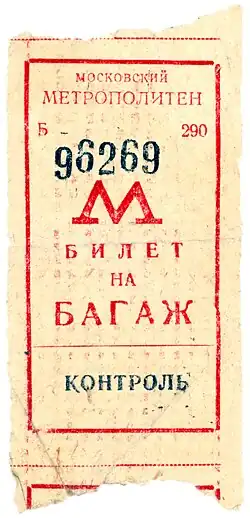 МОСКОВСКИЙ
МЕТРОПОЛИТЕН
Б 290
96269
М
БИЛЕТ
НА
БАГАЖ
КОНТРОЛЬ